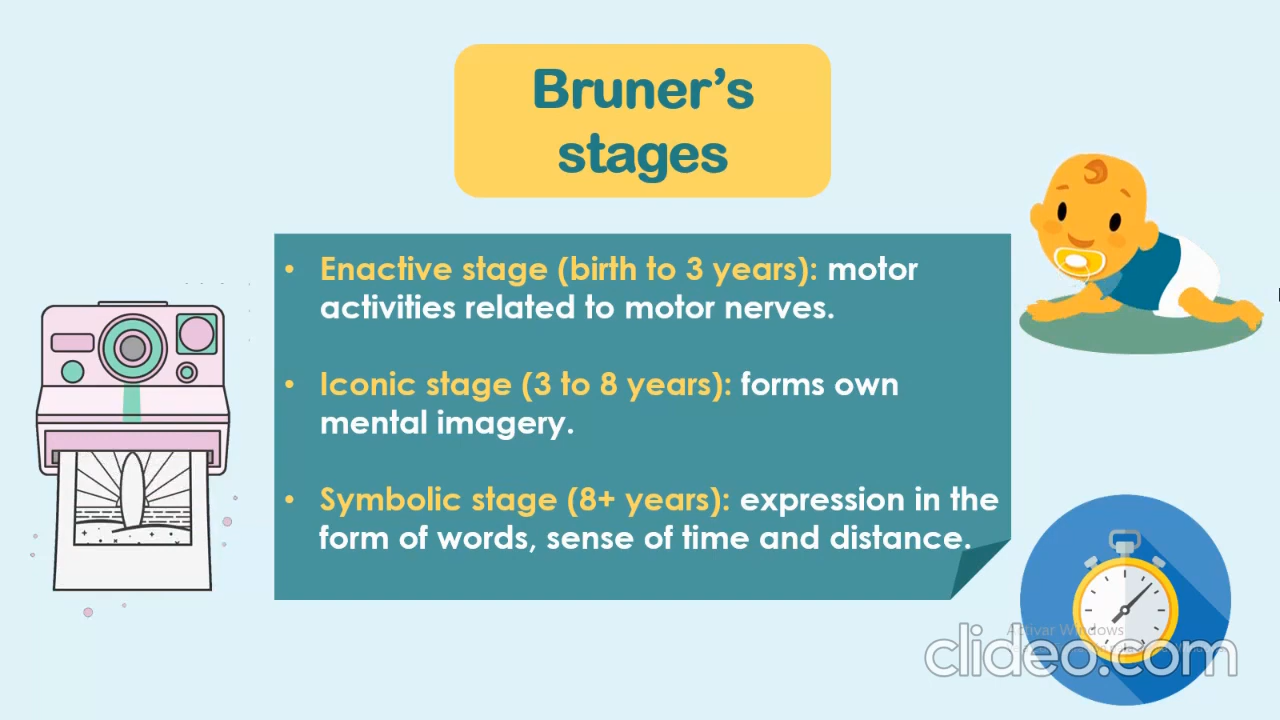 Bruner’s
stages
• Enactive stage (birth to 3 years): motor
activities related to motor nerves.
• Iconic stage (3 to 8 years): forms own
mental imagery.
• Symbolic stage (8+ years): expression in the
form of words, sense of time and distance.
Activar Windows
clideo.com